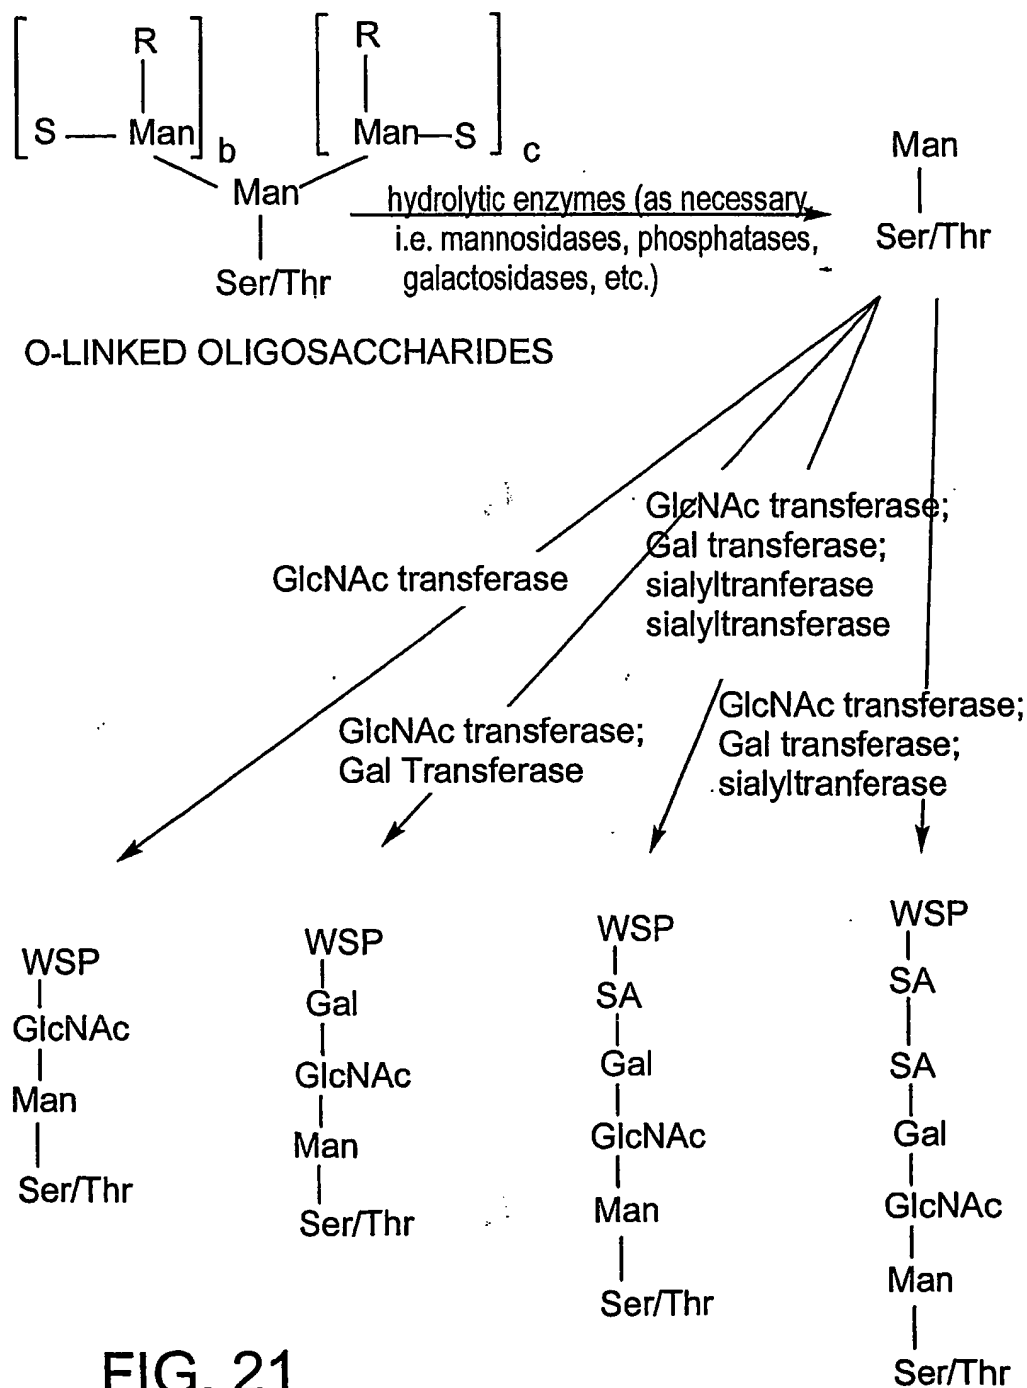 R R
S Man b Man S c
Man
Ser/Thr
hydrolytic enzymes (as necessary
i.e. mannosidases, phosphatases,
galactosidases, etc.)
Man
Ser/Thr
O-LINKED OLIGOSACCHARIDES
GlcNAc transferase
GlcNAc transferase;
Gal Transferase
GlcNAc transferase;
Gal transferase;
sialyltranferase
sialyltransferase
GlcNAc transferase;
Gal transferase;
sialyltranferase
WSP
GlcNAc
Man
Ser/Thr
WSP
Gal
GlcNAc
Man
Ser/Thr
WSP
SA
Gal
GlcNAc
Man
Ser/Thr
WSP
SA
SA
Gal
GlcNAc
Man
Ser/Thr
FIG. 21